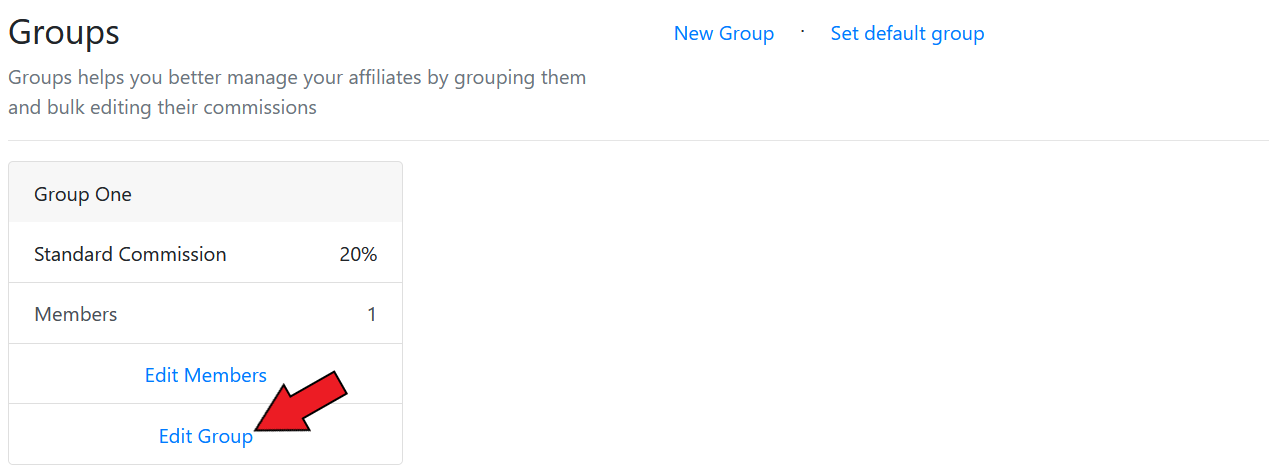 Groups
New Group · Set default group
Groups helps you better manage your affiliates by grouping them
and bulk editing their commissions
Group One
Standard Commission 20%
Members 1
Edit Members
Edit Group